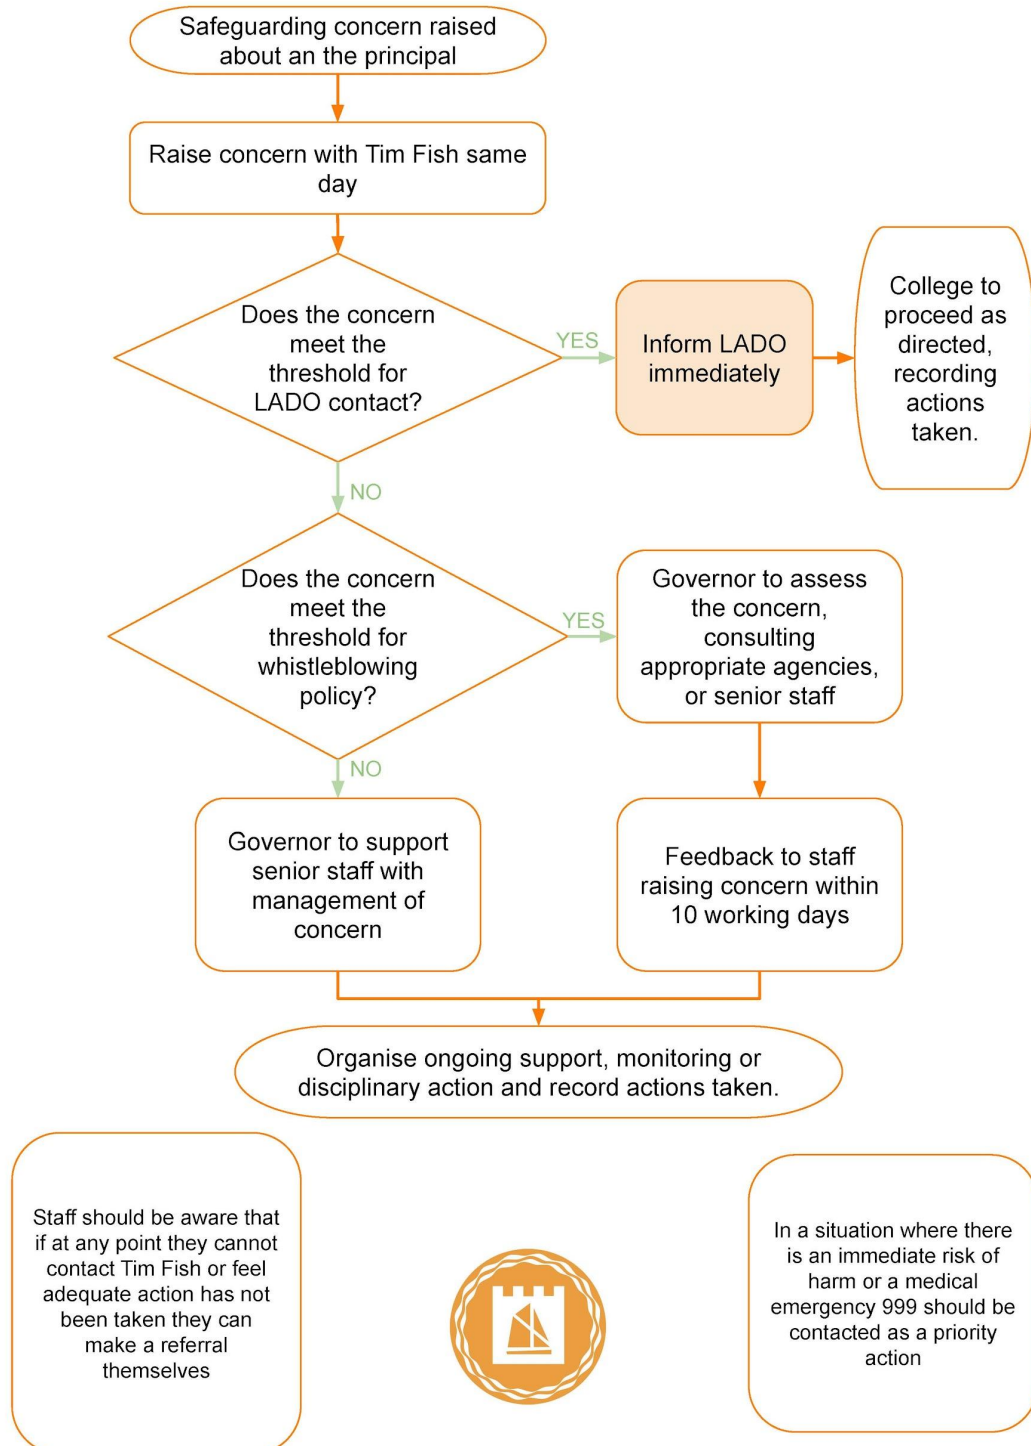 Safeguarding concern raised
about an the principal
Raise concern with Tim Fish same
day
Does the concern
meet the
threshold for
LADO contact?
YES
Inform LADO
immediately
College to
proceed as
directed,
recording
actions
taken.
NO
Does the concern
meet the
threshold for
whistleblowing
policy?
YES
Governor to assess
the concern,
consulting
appropriate agencies,
or senior staff
NO
Governor to support
senior staff with
management of
concern
Feedback to staff
raising concern within
10 working days
Organise ongoing support, monitoring or
disciplinary action and record actions taken.
Staff should be aware that
if at any point they cannot
contact Tim Fish or feel
adequate action has not
been taken they can
make a referral
themselves
In a situation where there
is an immediate risk of
harm or a medical
emergency 999 should be
contacted as a priority
action